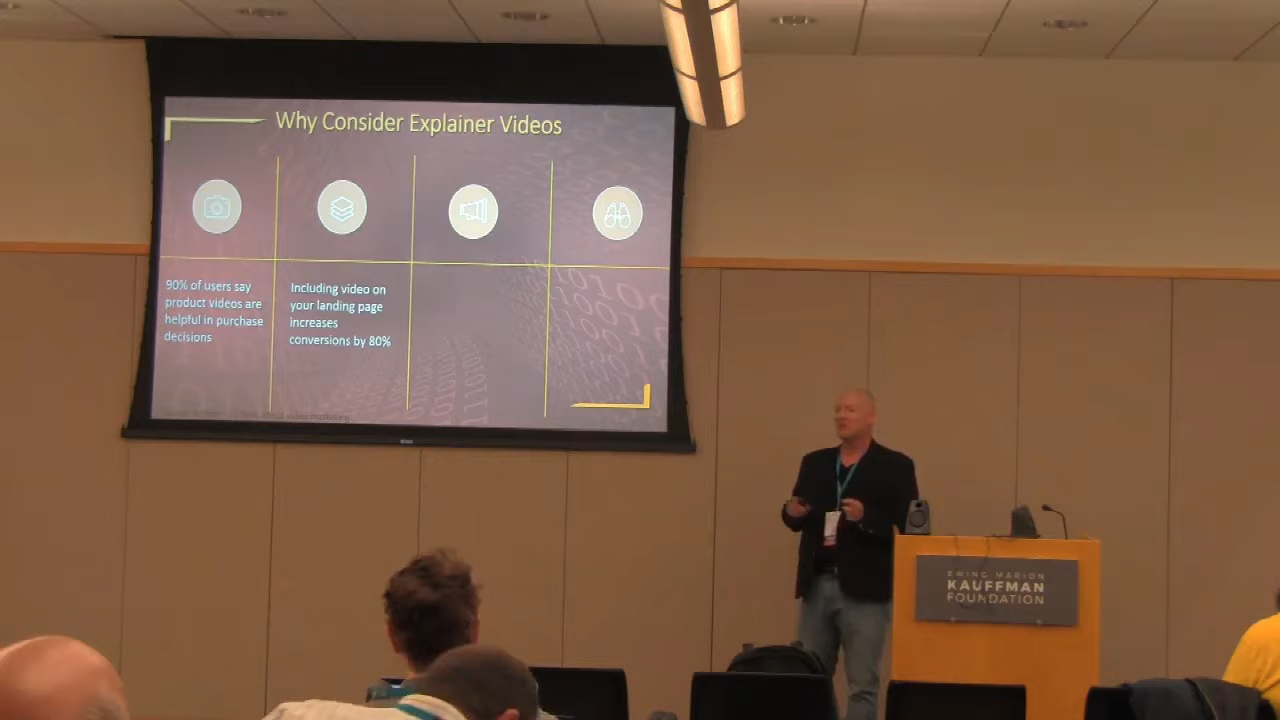 Why Consider Explainer Videos
90% of users say
product videos are
helpful in purchase
decisions
Including video on
your landing page
increases
conversions by 80%
EWING MARION
KAUFFMAN
FOUNDATION